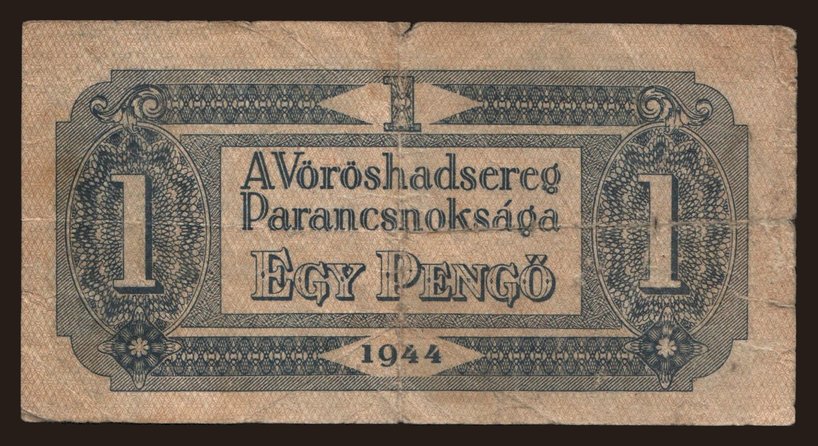 1
A Vöröshadsereg
1 Parancsnoksága 1
EGY PENGŐ
1944